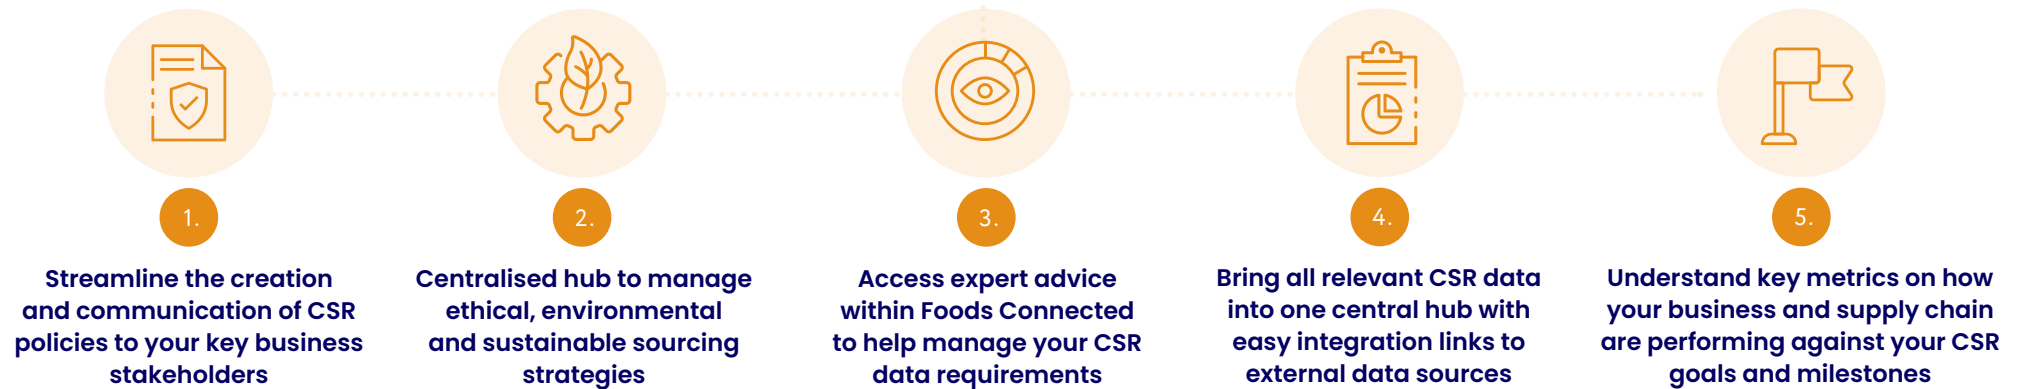 1.
Streamline the creation
and communication of CSR
policies to your key business
stakeholders
2.
Centralised hub to manage
ethical, environmental
and sustainable sourcing
strategies
3.
Access expert advice
within Foods Connected
to help manage your CSR
data requirements
4.
Bring all relevant CSR data
into one central hub with
easy integration links to
external data sources
5.
Understand key metrics on how
your business and supply chain
are performing against your CSR
goals and milestones